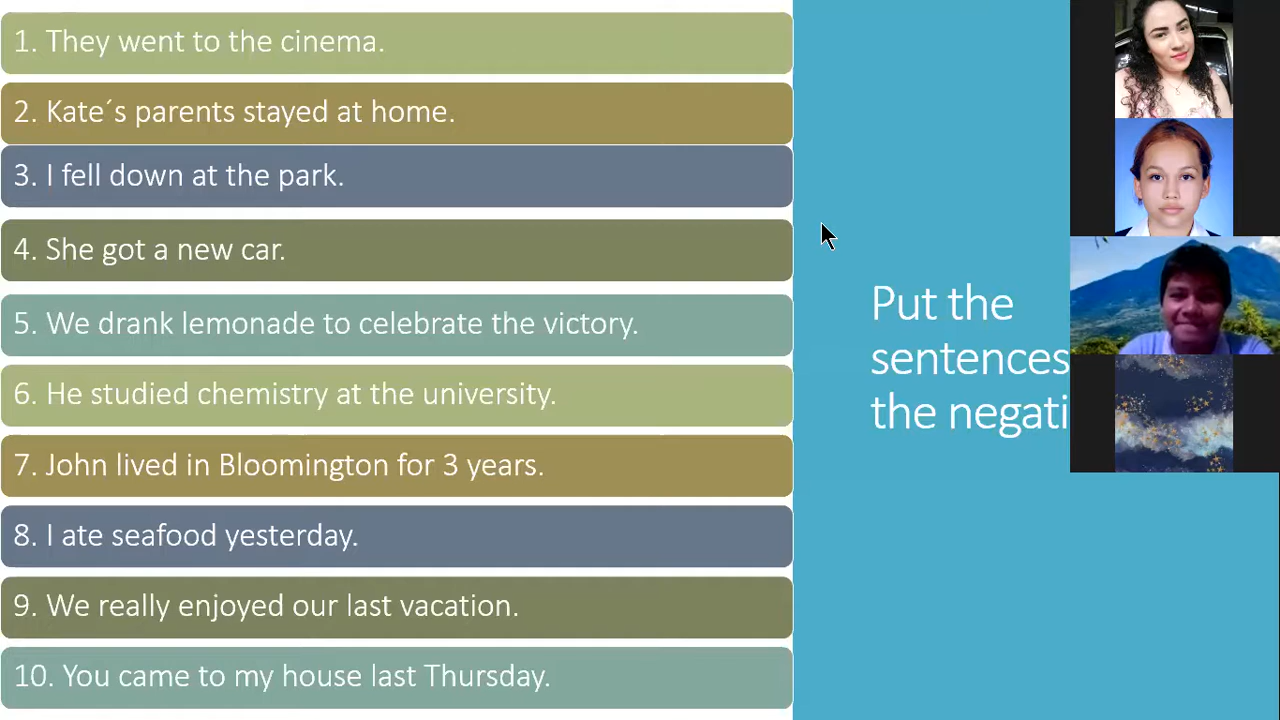 1. They went to the cinema.
2. Kate´s parents stayed at home.
3. I fell down at the park.
4. She got a new car.
5. We drank lemonade to celebrate the victory.
6. He studied chemistry at the university.
7. John lived in Bloomington for 3 years.
8. I ate seafood yesterday.
9. We really enjoyed our last vacation.
10. You came to my house last Thursday.
Put the
sentences
the